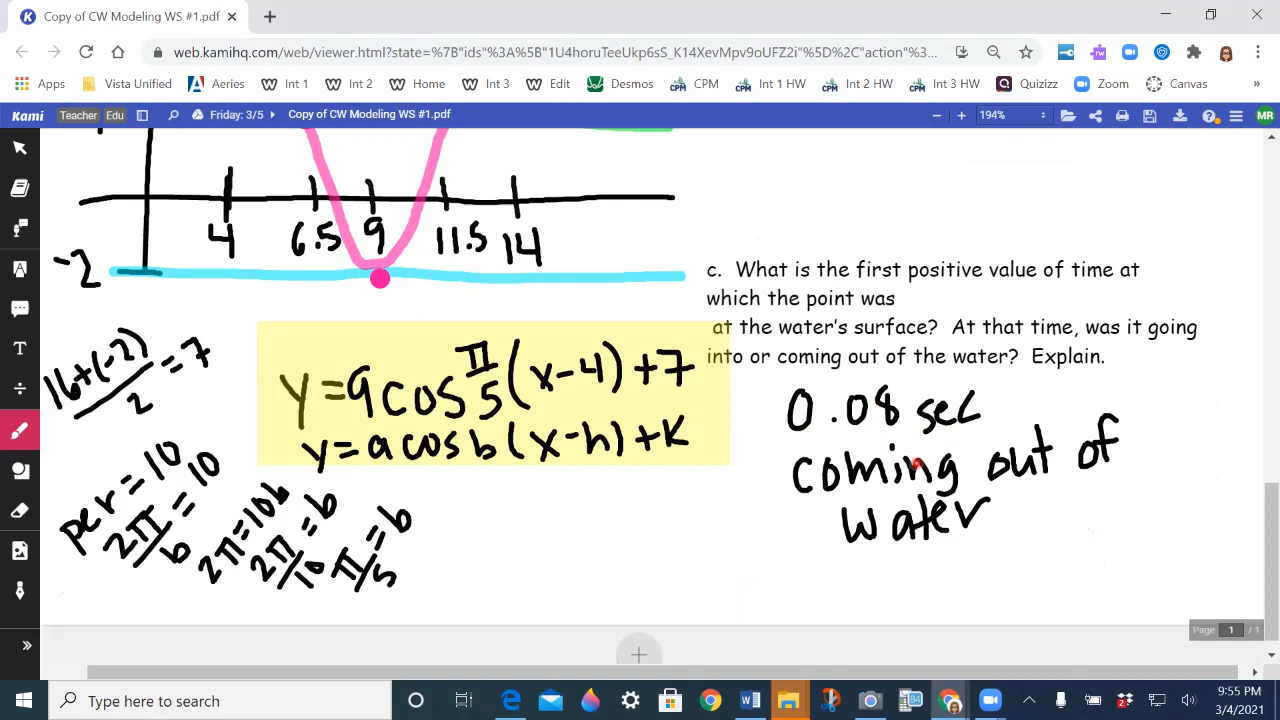 Copy of CW Modeling WS #1.pdf
web.kamihq.com/web/viewer.html?state=%7B"ids"%3A%5B"1U4horuTeeUkp6sS_K14XevMpv9oUFZ2i"%5D%2C"action"%3...
Apps Vista Unified Aeries Int 1 Int 2 Home Int 3 Edit Desmos CPM Int 1 HW Int 2 HW Int 3 HW Quizizz Zoom Canvas »
Kami Teacher Edu Friday: 3/5 Copy of CW Modeling WS #1.pdf 194% MR
4 6.5 9 11.5 14
-2
c. What is the first positive value of time at
which the point was
at the water's surface? At that time, was it going
into or coming out of the water? Explain.
16+(-2)/2 = 7
y=9cos π/5 (x-4)+7
y=a cos b(x-h)+k
per=10
2π/b = 10
2π=10b
2π/10 = b
π/5 = b
0.08 sec
coming out of
water
Page 1 / 1
Type here to search
9:55 PM
3/4/2021